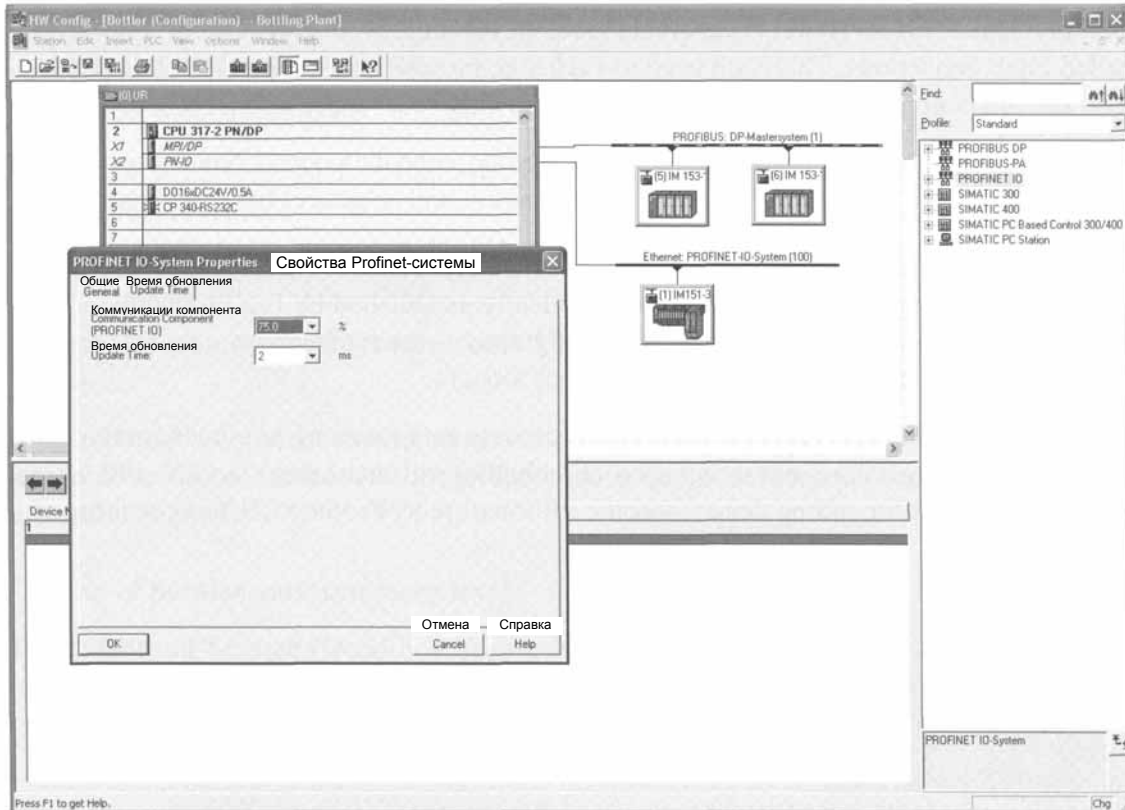 HW Config - [Bottler (Configuration) -- Bottling Plant]
Station Edit Insert PLC View Options Window Help
Find:
Profile: Standard
PROFIBUS DP
PROFIBUS-PA
PROFINET IO
SIMATIC 300
SIMATIC 400
SIMATIC PC Based Control 300/400
SIMATIC PC Station
(0) UR
1
2 CPU 317-2 PN/DP
X1 MPI/DP
X2 PN-IO
3
4 DO16xDC24V/0.5A
5 CP 340-RS232C
6
7
PROFIBUS: DP-Mastersystem (1)
(5) IM 153-
(6) IM 153-
Ethernet: PROFINET-IO-System (100)
(1) IM151-3
PROFINET IO-System Properties Свойства Profinet-системы
Общие Время обновления
General Update Time
Коммуникации компонента
Communication Component
(PROFINET IO) 75.0 %
Время обновления
Update Time: 2 ms
Отмена Справка
OK Cancel Help
Device
1
PROFINET IO-System
Press F1 to get Help.
Chg